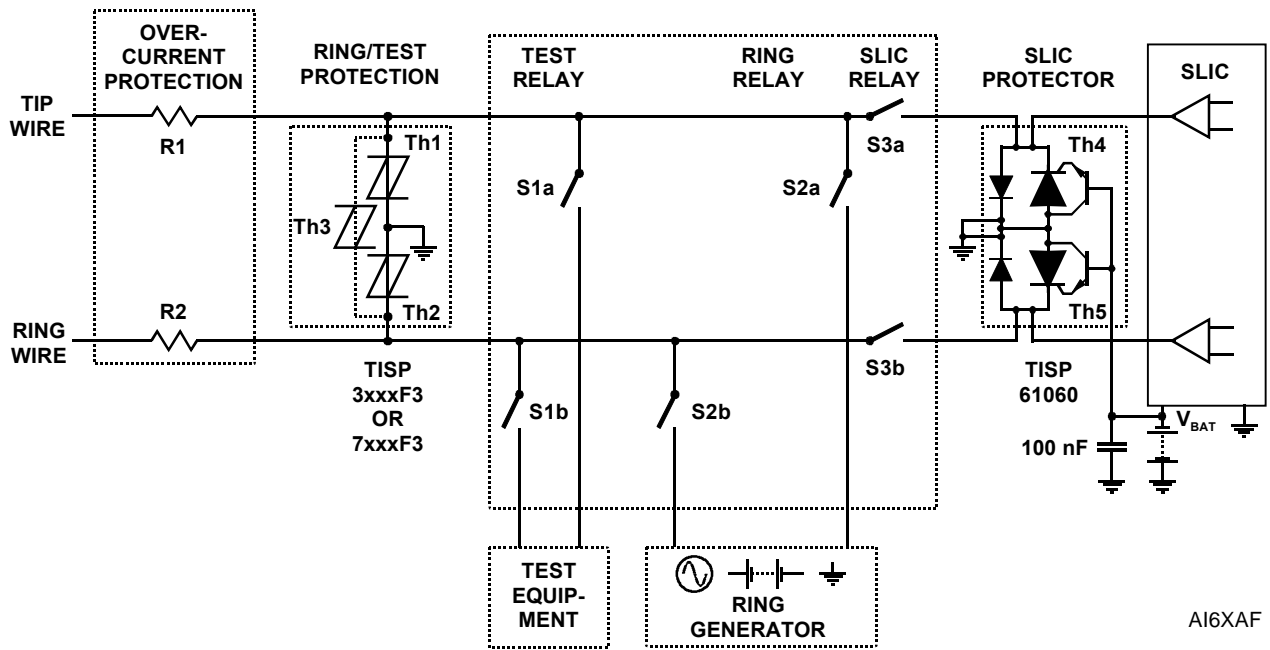 OVER-
CURRENT
PROTECTION
RING/TEST
PROTECTION
TEST
RELAY
RING
RELAY
SLIC
RELAY
SLIC
PROTECTOR
SLIC
TIP
WIRE
R1
Th1
S3a
Th4
S1a
S2a
Th3
R2
Th2
Th5
RING
WIRE
TISP
3xxxF3
OR
7xxxF3
S1b
S2b
S3b
TISP
61060
VBAT
100 nF
TEST
EQUIP-
MENT
RING
GENERATOR
AI6XAF